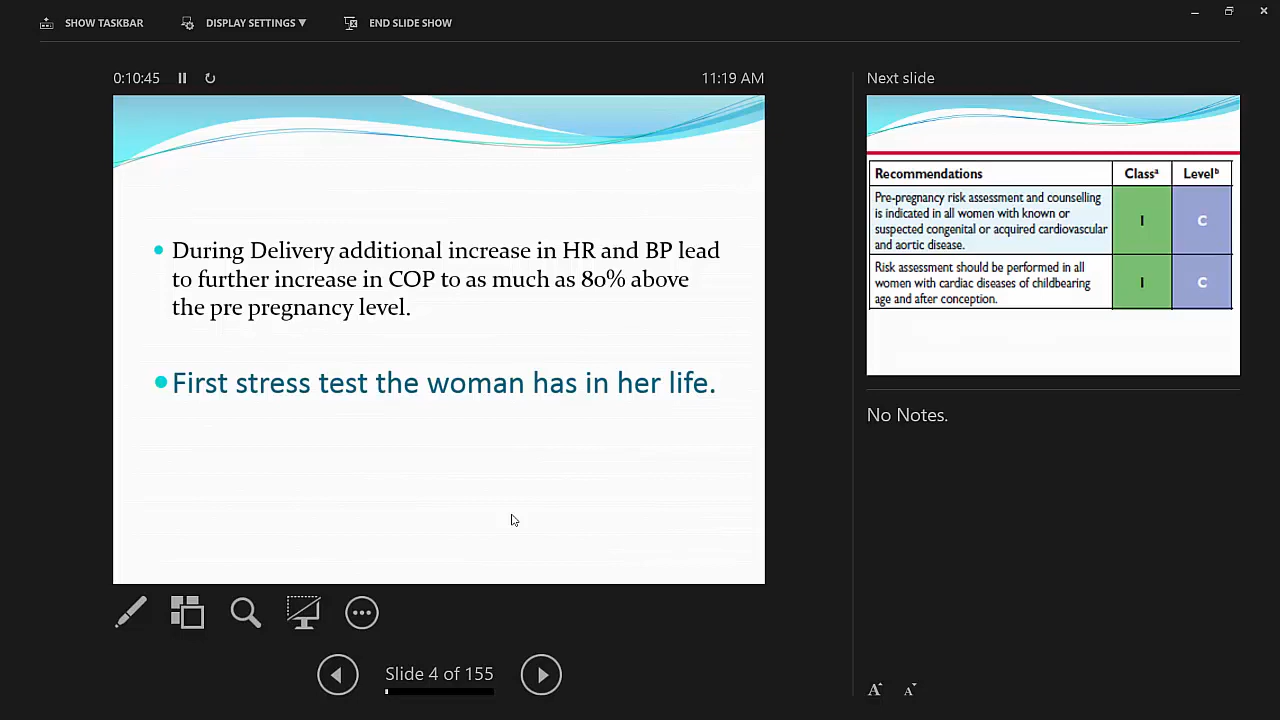 SHOW TASKBAR DISPLAY SETTINGS ▼ END SLIDE SHOW
0:10:45 11:19 AM
During Delivery additional increase in HR and BP lead
to further increase in COP to as much as 80% above
the pre pregnancy level.
First stress test the woman has in her life.
Slide 4 of 155
Next slide
Recommendations Classᵃ Levelᵇ
Pre-pregnancy risk assessment and counselling
is indicated in all women with known or
suspected congenital or acquired cardiovascular
and aortic disease.
I C
Risk assessment should be performed in all
women with cardiac diseases of childbearing
age and after conception.
I C
No Notes.
A A